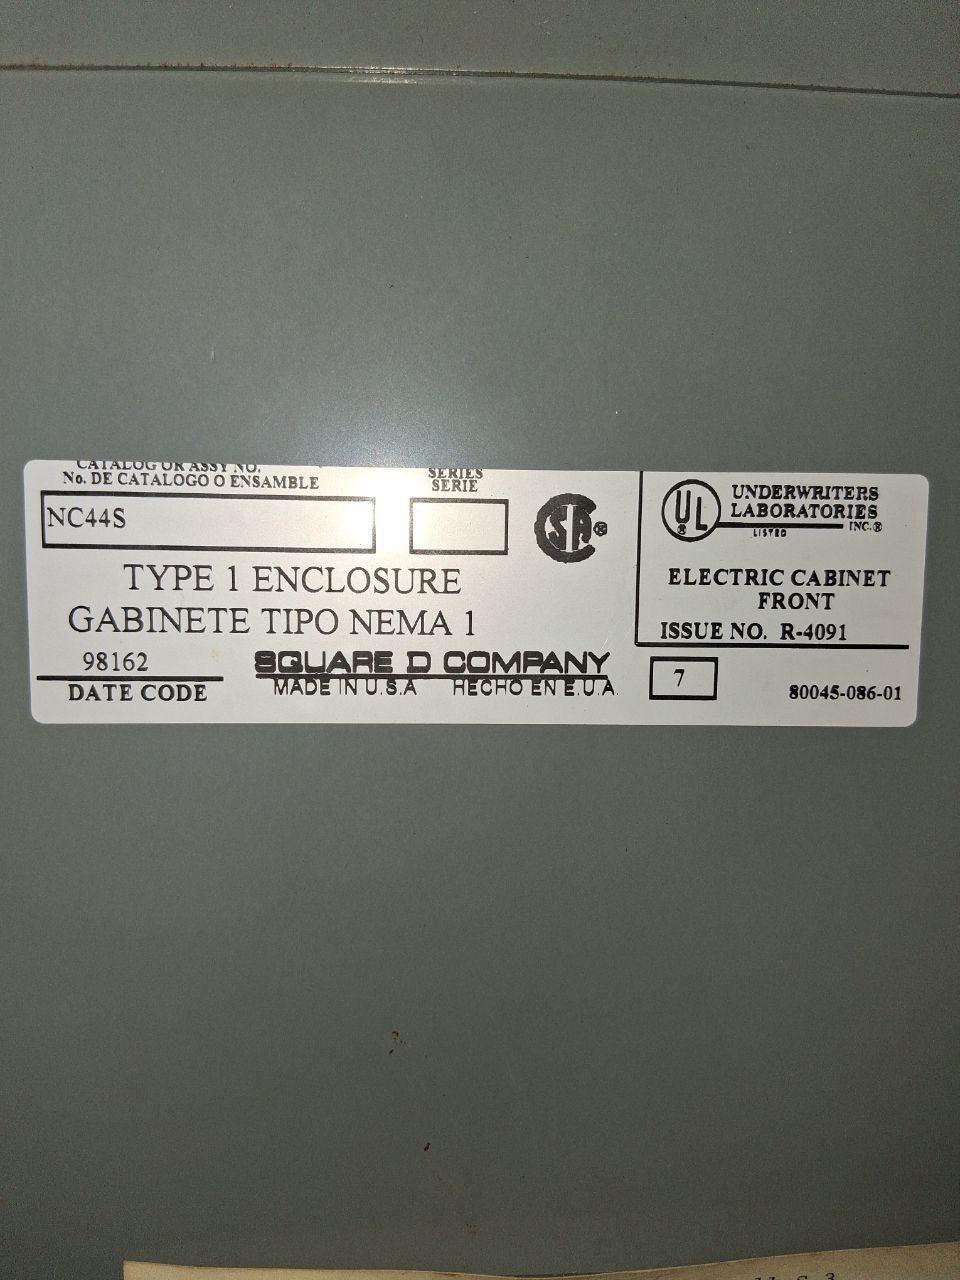 CATALOG OR ASSY NO.
No. DE CATALOGO O ENSAMBLE
NC44S
SERIES
SERIE
CSA®
TYPE 1 ENCLOSURE
GABINETE TIPO NEMA 1
98162
DATE CODE
SQUARE D COMPANY
MADE IN U.S.A HECHO EN E.U.A.
UL®
UNDERWRITERS
LABORATORIES
INC.®
LISTED
ELECTRIC CABINET
FRONT
ISSUE NO. R-4091
7
80045-086-01